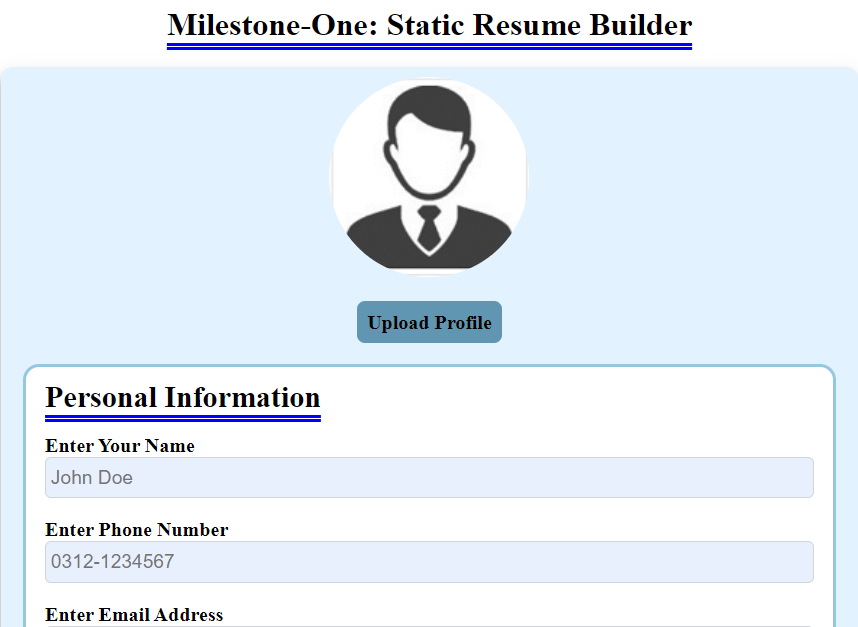 Milestone-One: Static Resume Builder
Upload Profile
Personal Information
Enter Your Name
John Doe
Enter Phone Number
0312-1234567
Enter Email Address